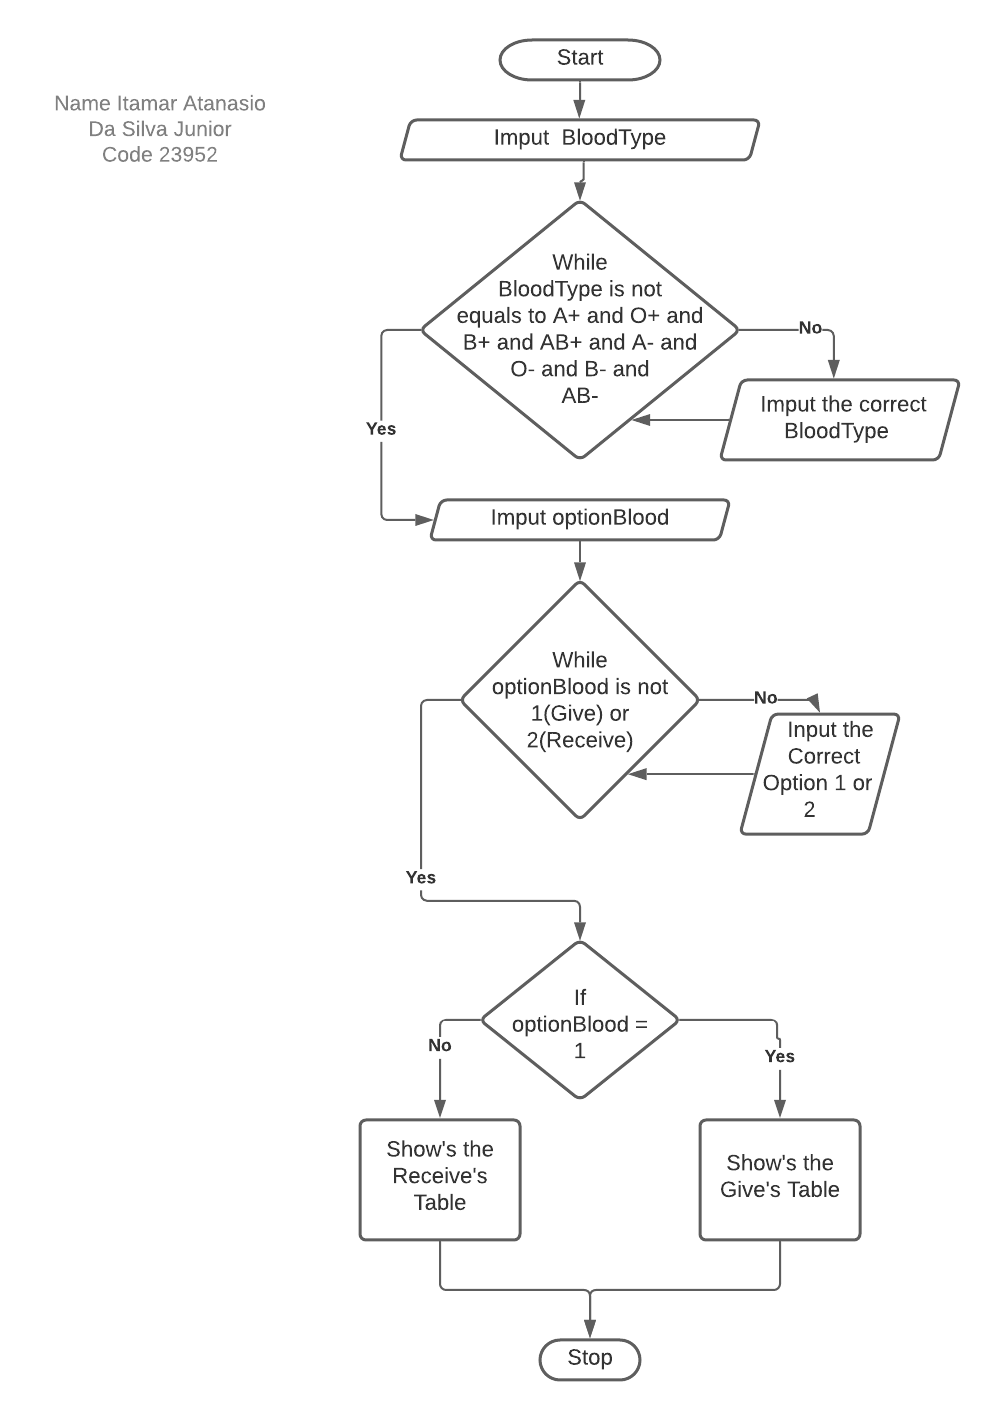 Start
Name Itamar Atanasio
Da Silva Junior
Code 23952
Imput  BloodType
While
BloodType is not
equals to A+ and O+ and
B+ and AB+ and A- and
O- and B- and
AB-
No
Imput the correct
BloodType
Yes
Imput optionBlood
While
optionBlood is not
1(Give) or
2(Receive)
No
Input the
Correct
Option 1 or
2
Yes
If
optionBlood =
1
No
Yes
Show's the
Receive's
Table
Show's the
Give's Table
Stop